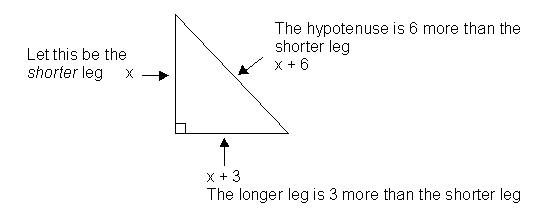 The hypotenuse is 6 more than the
shorter leg
x + 6
Let this be the
shorter leg x
x + 3
The longer leg is 3 more than the shorter leg